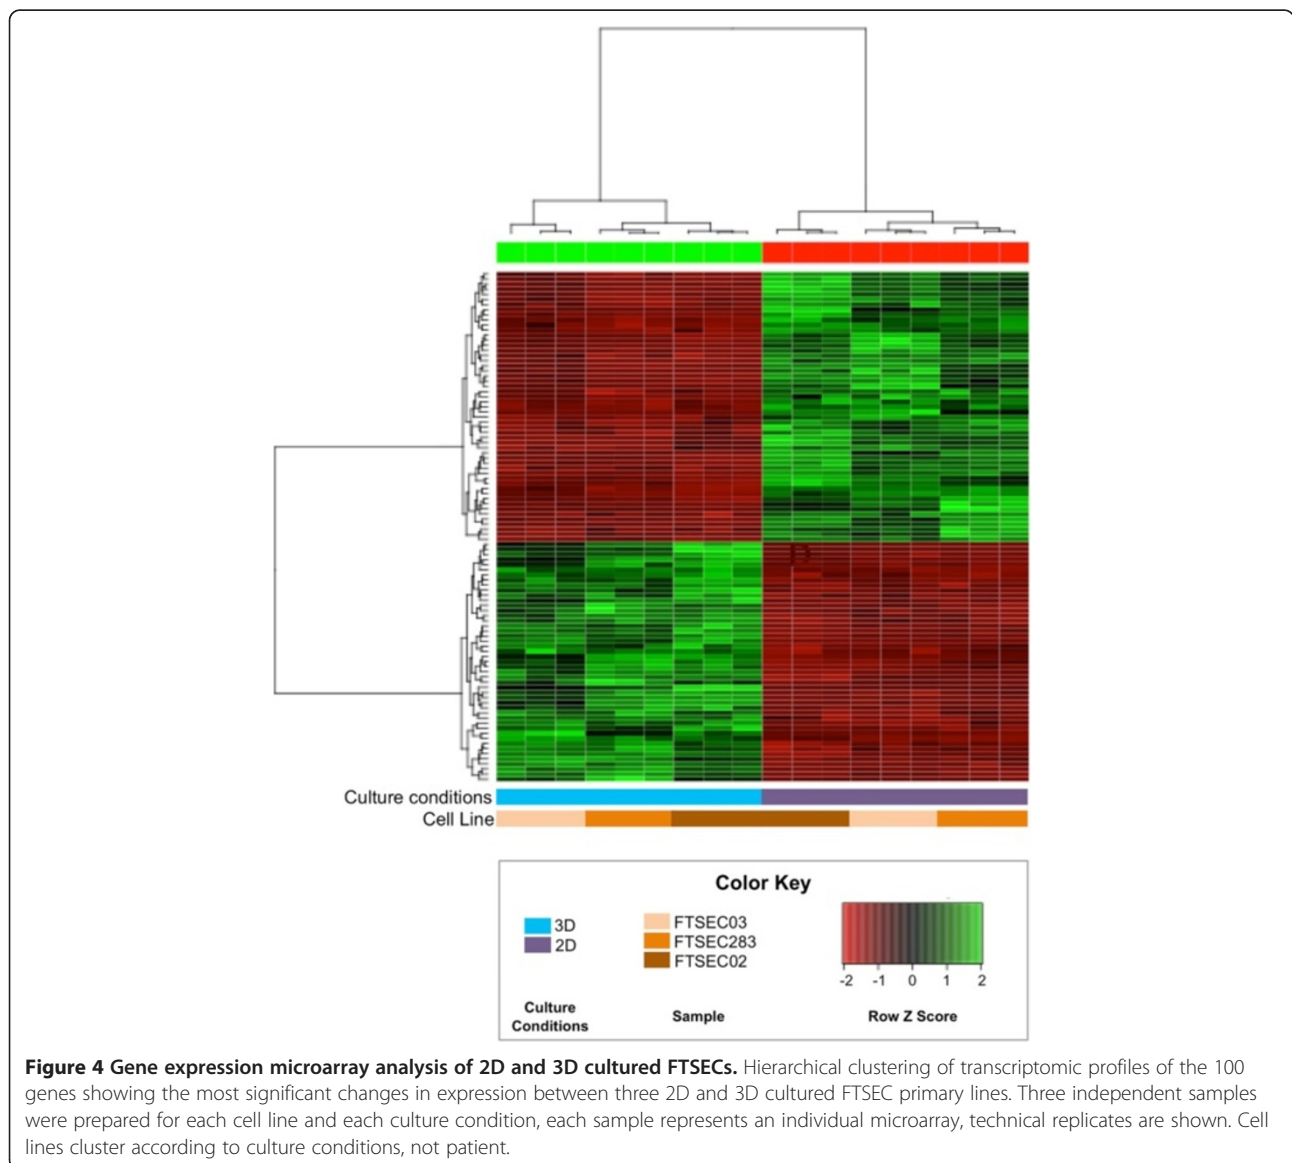 Culture conditions
Cell Line
Color Key
3D
2D
FTSEC03
FTSEC283
FTSEC02
-2 -1 0 1 2
Culture
Conditions
Sample
Row Z Score
Figure 4 Gene expression microarray analysis of 2D and 3D cultured FTSECs. Hierarchical clustering of transcriptomic profiles of the 100
genes showing the most significant changes in expression between three 2D and 3D cultured FTSEC primary lines. Three independent samples
were prepared for each cell line and each culture condition, each sample represents an individual microarray, technical replicates are shown. Cell
lines cluster according to culture conditions, not patient.